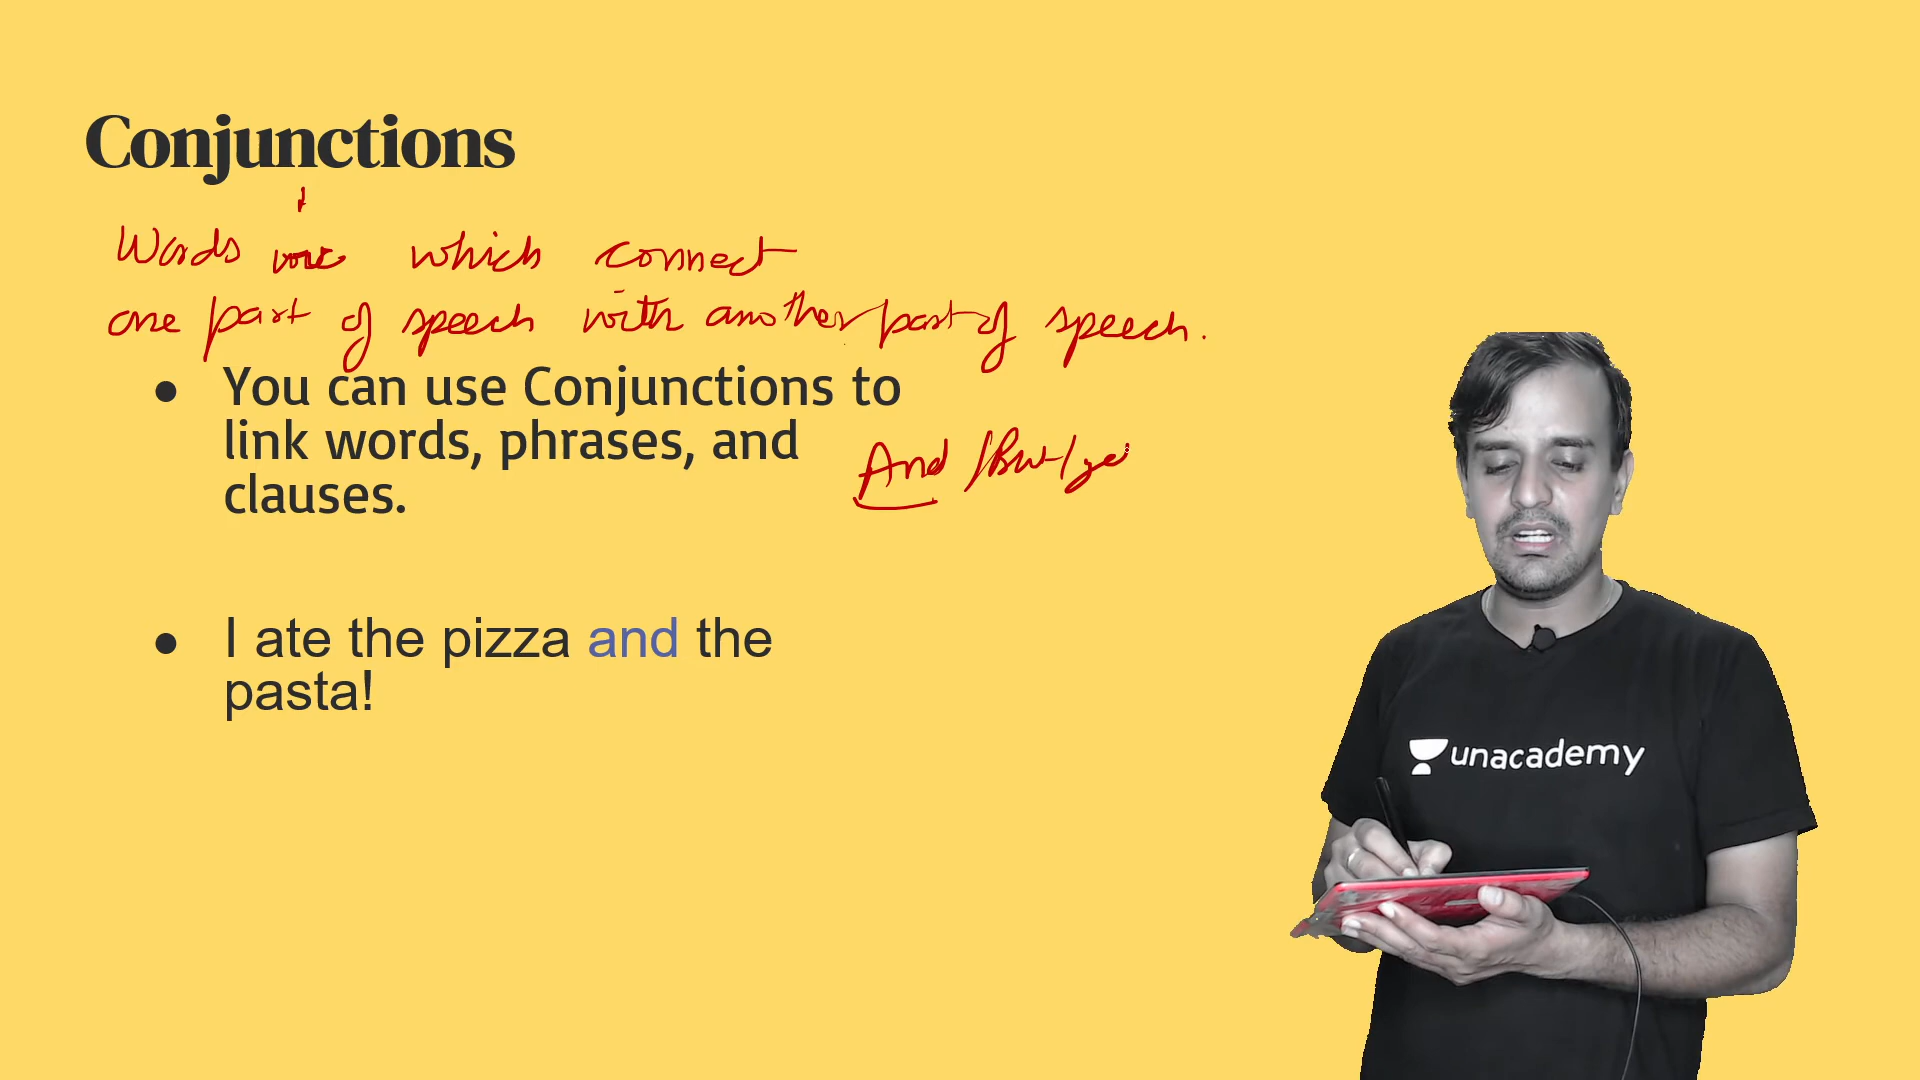 Conjunctions
Words which connect
one part of speech with another part of speech.
You can use Conjunctions to
link words, phrases, and
clauses.
And / But /
I ate the pizza and the
pasta!
unacademy